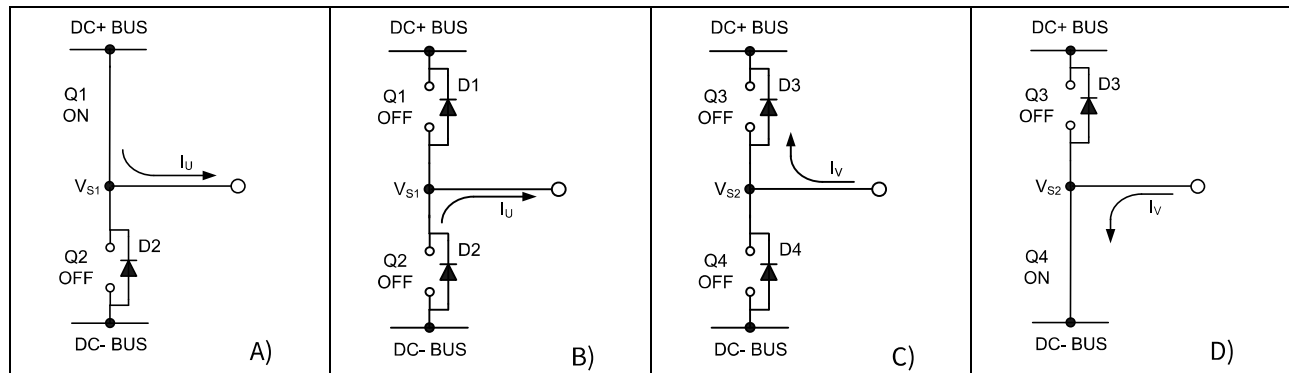 DC+ BUS
Q1
ON
I_U
V_S1
Q2
OFF
D2
DC- BUS
A)
DC+ BUS
Q1
OFF
D1
V_S1
I_U
Q2
OFF
D2
DC- BUS
B)
DC+ BUS
Q3
OFF
D3
I_V
V_S2
Q4
OFF
D4
DC- BUS
C)
DC+ BUS
Q3
OFF
D3
V_S2
I_V
Q4
ON
DC- BUS
D)